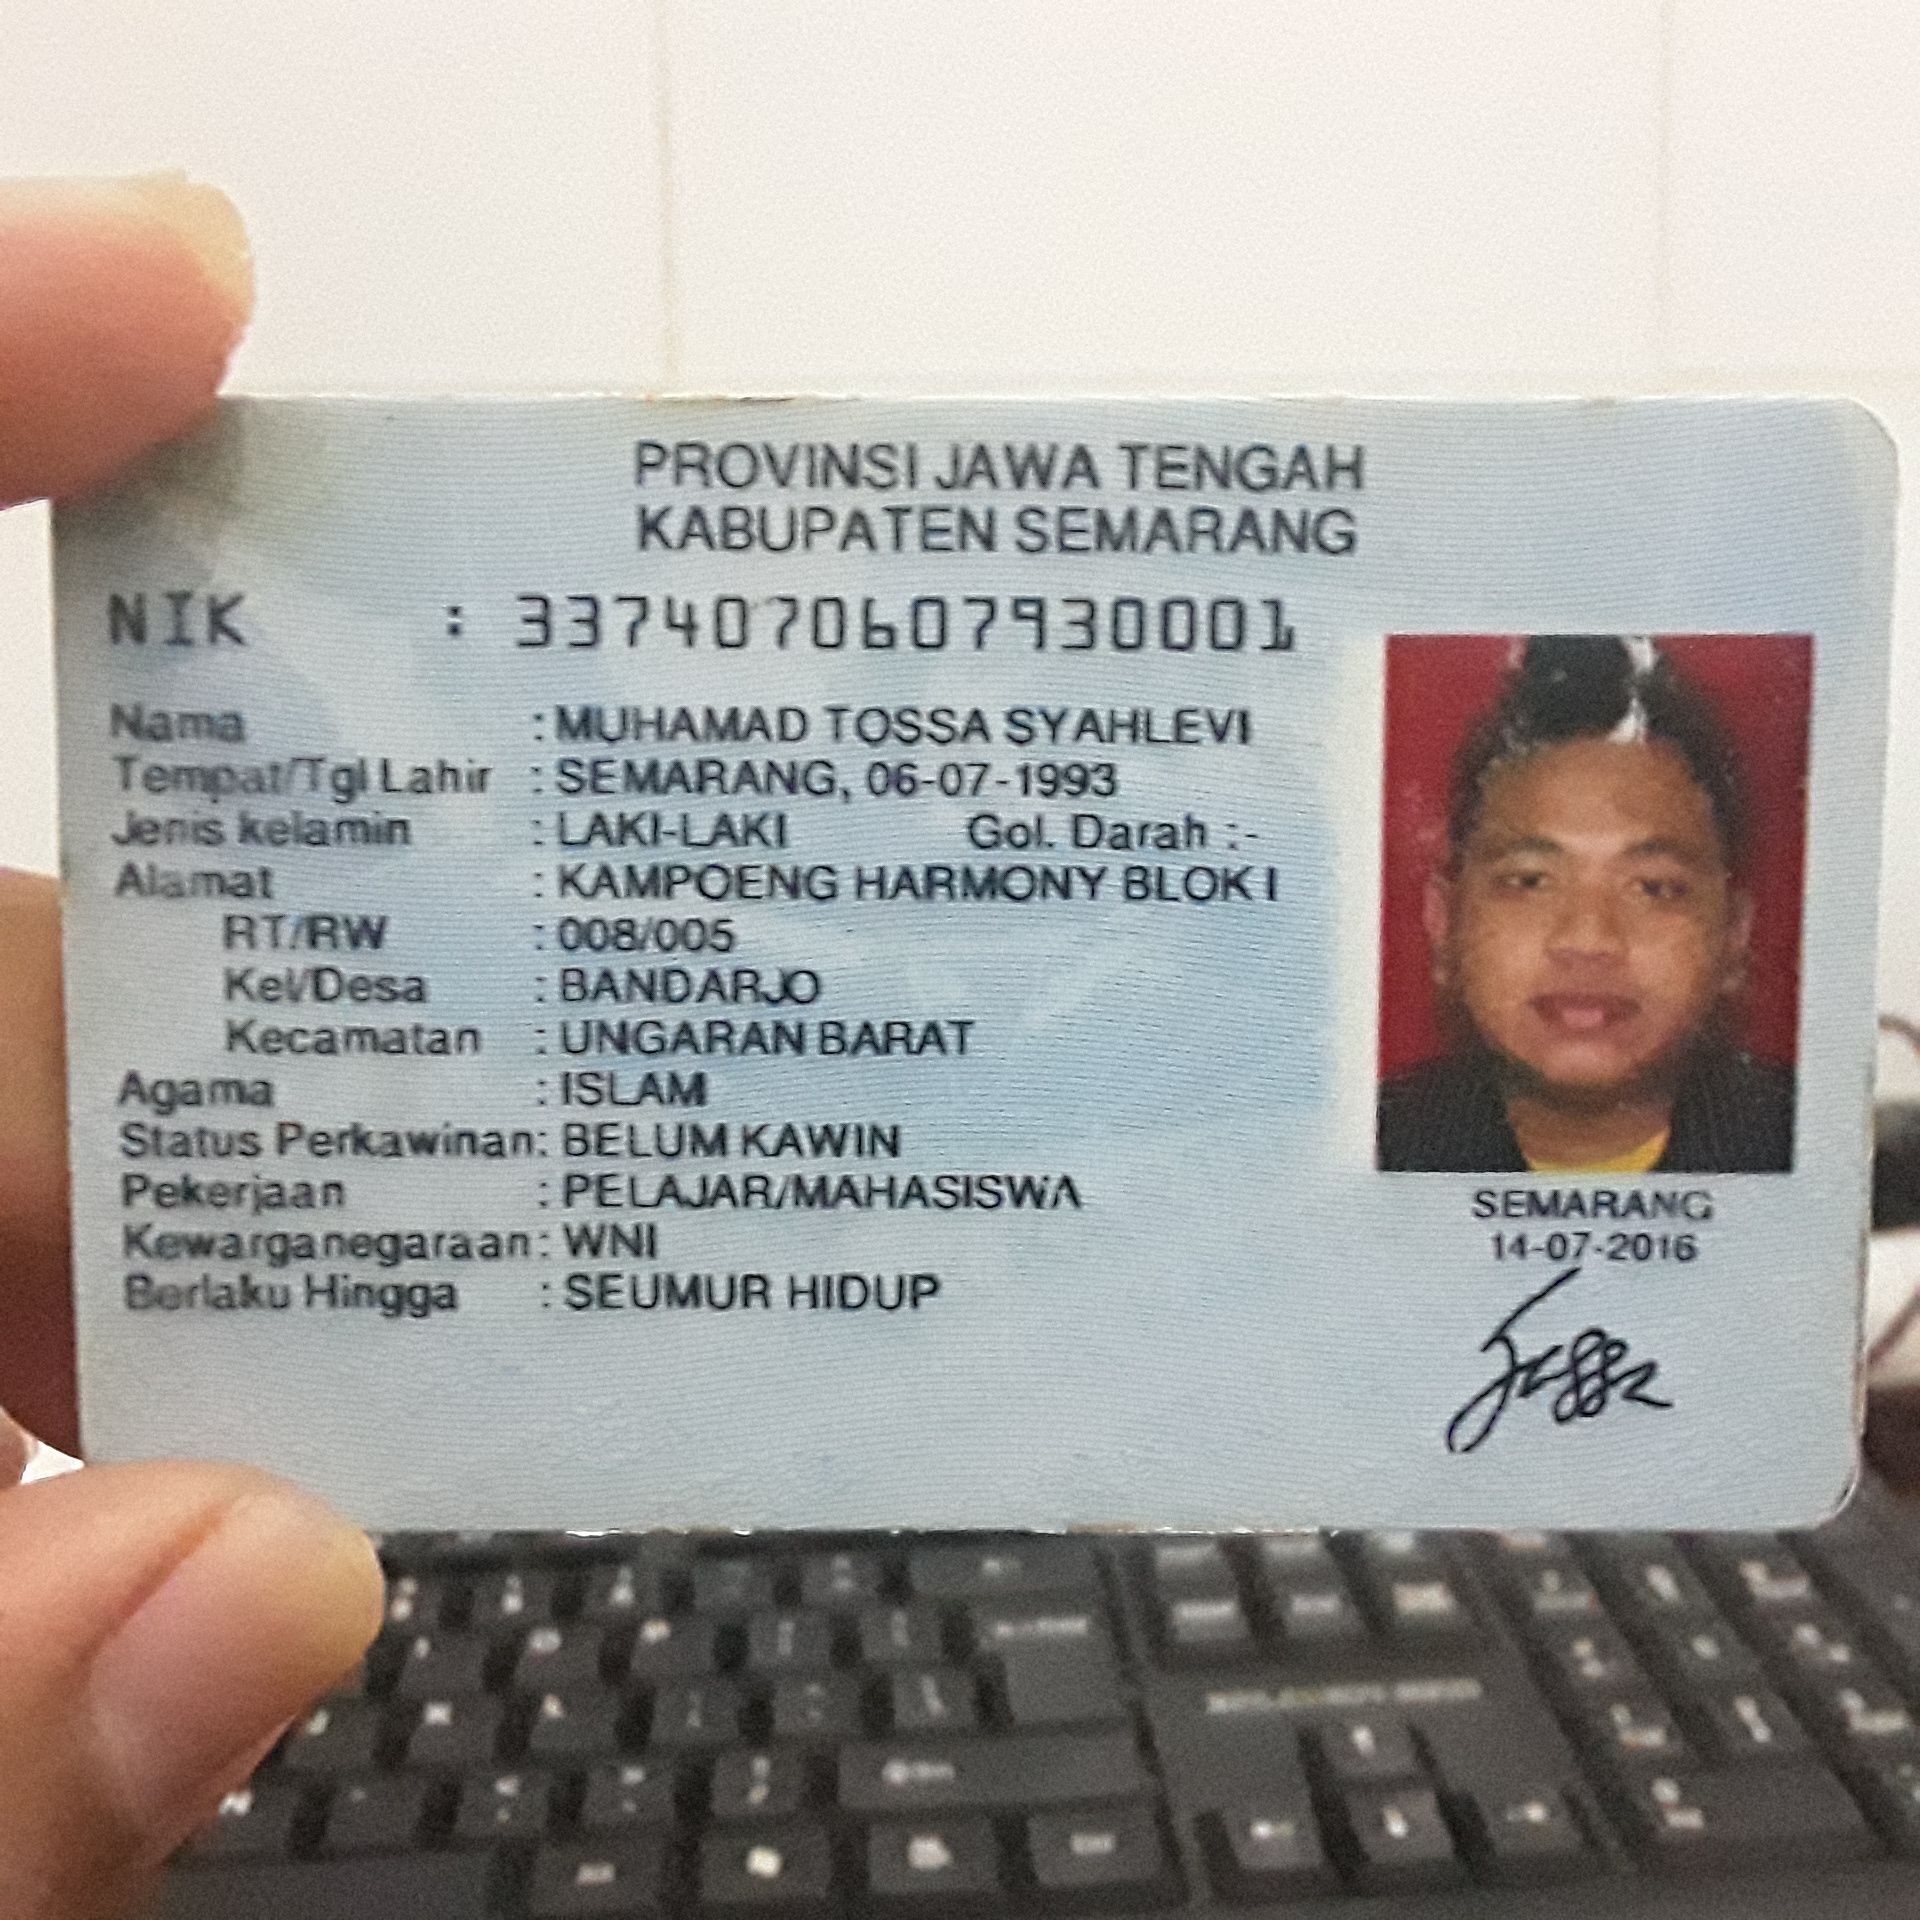 PROVINSI JAWA TENGAH
KABUPATEN SEMARANG
NIK : 3374070607930001
Nama : MUHAMAD TOSSA SYAHLEVI
Tempat/Tgl Lahir : SEMARANG, 06-07-1993
Jenis kelamin : LAKI-LAKI Gol. Darah :-
Alamat : KAMPOENG HARMONY BLOK I
RT/RW : 008/005
Kel/Desa : BANDARJO
Kecamatan : UNGARAN BARAT
Agama : ISLAM
Status Perkawinan: BELUM KAWIN
Pekerjaan : PELAJAR/MAHASISWA
Kewarganegaraan: WNI
Berlaku Hingga : SEUMUR HIDUP
SEMARANG
14-07-2016